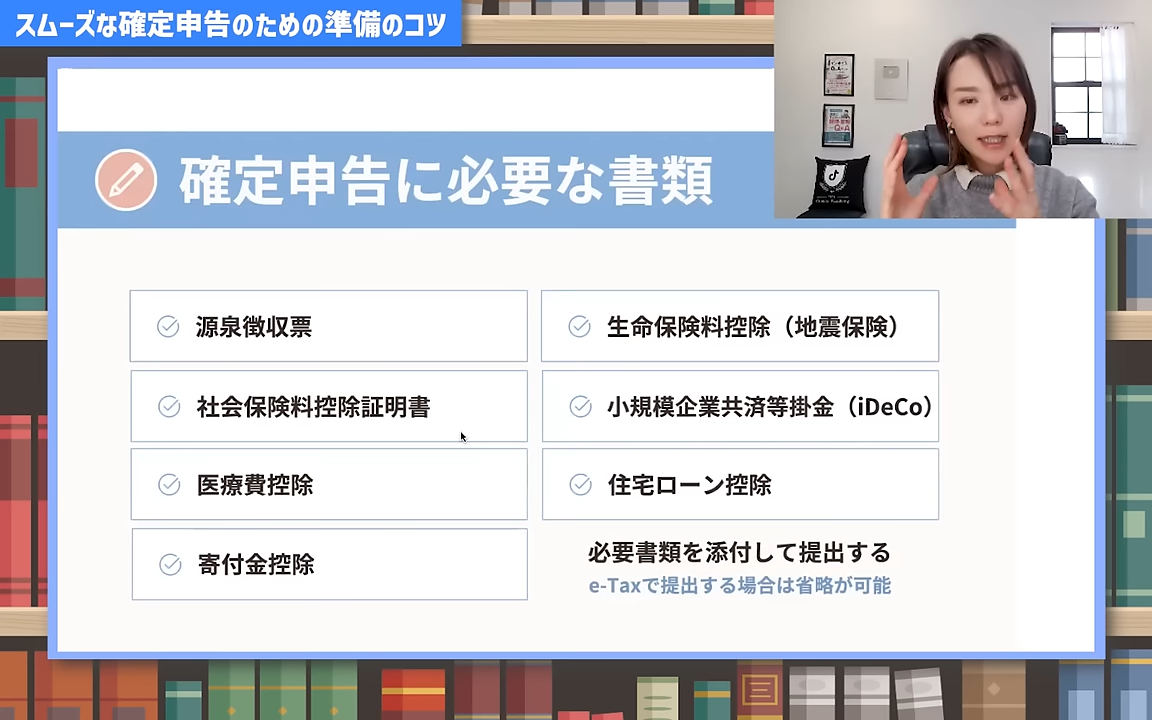 スムーズな確定申告のための準備のコツ
確定申告に必要な書類
源泉徴収票
社会保険料控除証明書
医療費控除
寄付金控除
生命保険料控除（地震保険）
小規模企業共済等掛金（iDeCo）
住宅ローン控除
必要書類を添付して提出する
e-Taxで提出する場合は省略が可能
Q&A